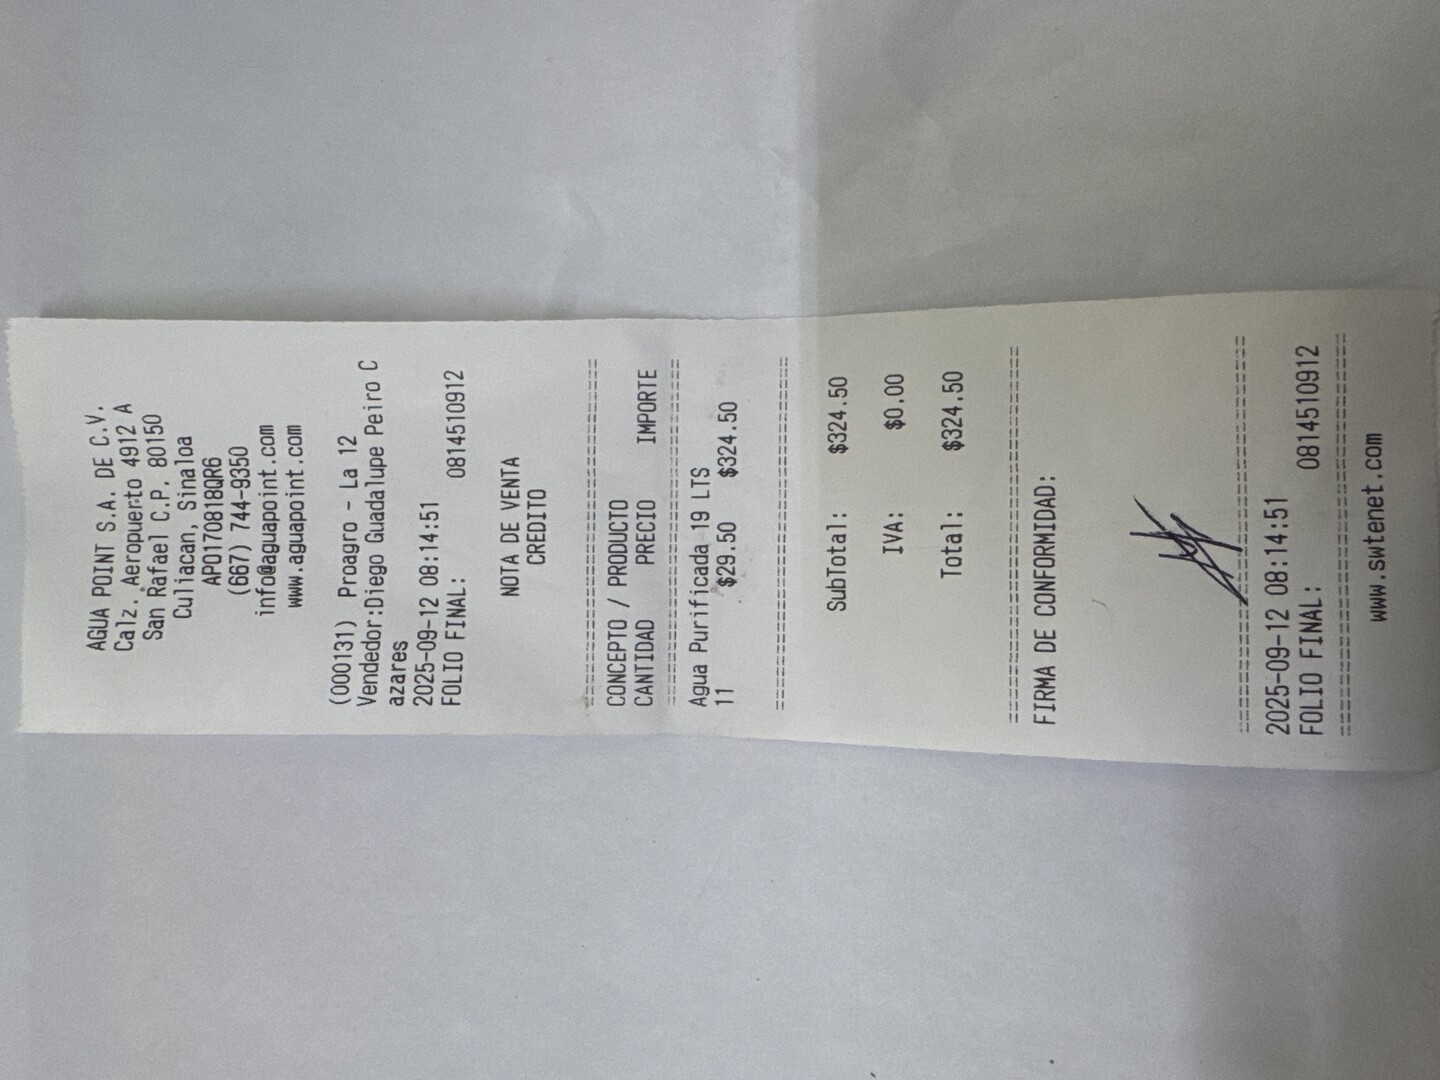 AGUA POINT S.A. DE C.V.
Calz. Aeropuerto 4912 A
San Rafael C.P. 80150
Culiacan, Sinaloa
APO170818QR6
(667) 744-9350
info@aguapoint.com
www.aguapoint.com
(000131) Proagro - La 12
Vendedor:Diego Guadalupe Peiro C
azares
2025-09-12 08:14:51
FOLIO FINAL: 0814510912
NOTA DE VENTA
CREDITO
================================
CONCEPTO / PRODUCTO
CANTIDAD PRECIO IMPORTE
================================
Agua Purificada 19 LTS
11 $29.50 $324.50
================================
SubTotal: $324.50
IVA: $0.00
Total: $324.50
================================
FIRMA DE CONFORMIDAD:
================================
2025-09-12 08:14:51
FOLIO FINAL: 0814510912
================================
www.swtenet.com